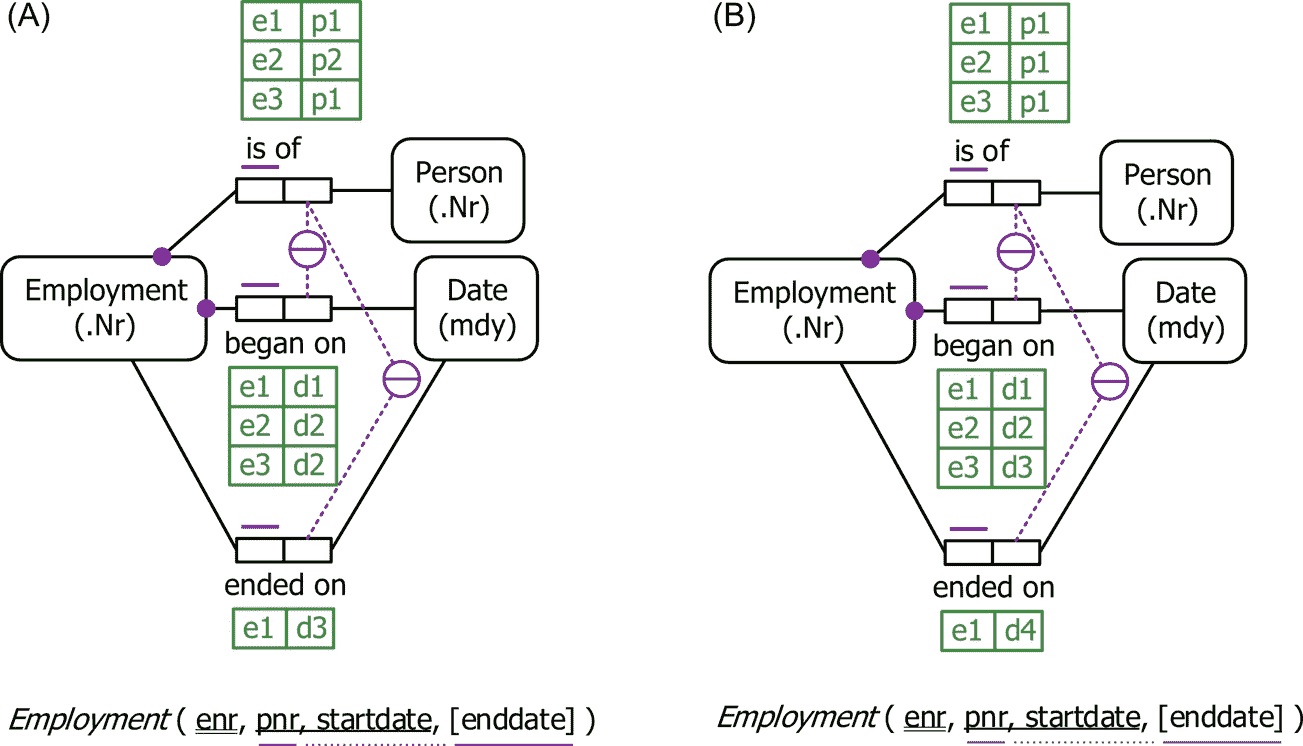 (A)
e1 p1
e2 p2
e3 p1
is of
Person
(.Nr)
Employment
(.Nr)
began on
Date
(mdy)
e1 d1
e2 d2
e3 d2
ended on
e1 d3
Employment ( enr, pnr, startdate, [enddate] )
(B)
e1 p1
e2 p1
e3 p1
is of
Person
(.Nr)
Employment
(.Nr)
began on
Date
(mdy)
e1 d1
e2 d2
e3 d3
ended on
e1 d4
Employment ( enr, pnr, startdate, [enddate] )